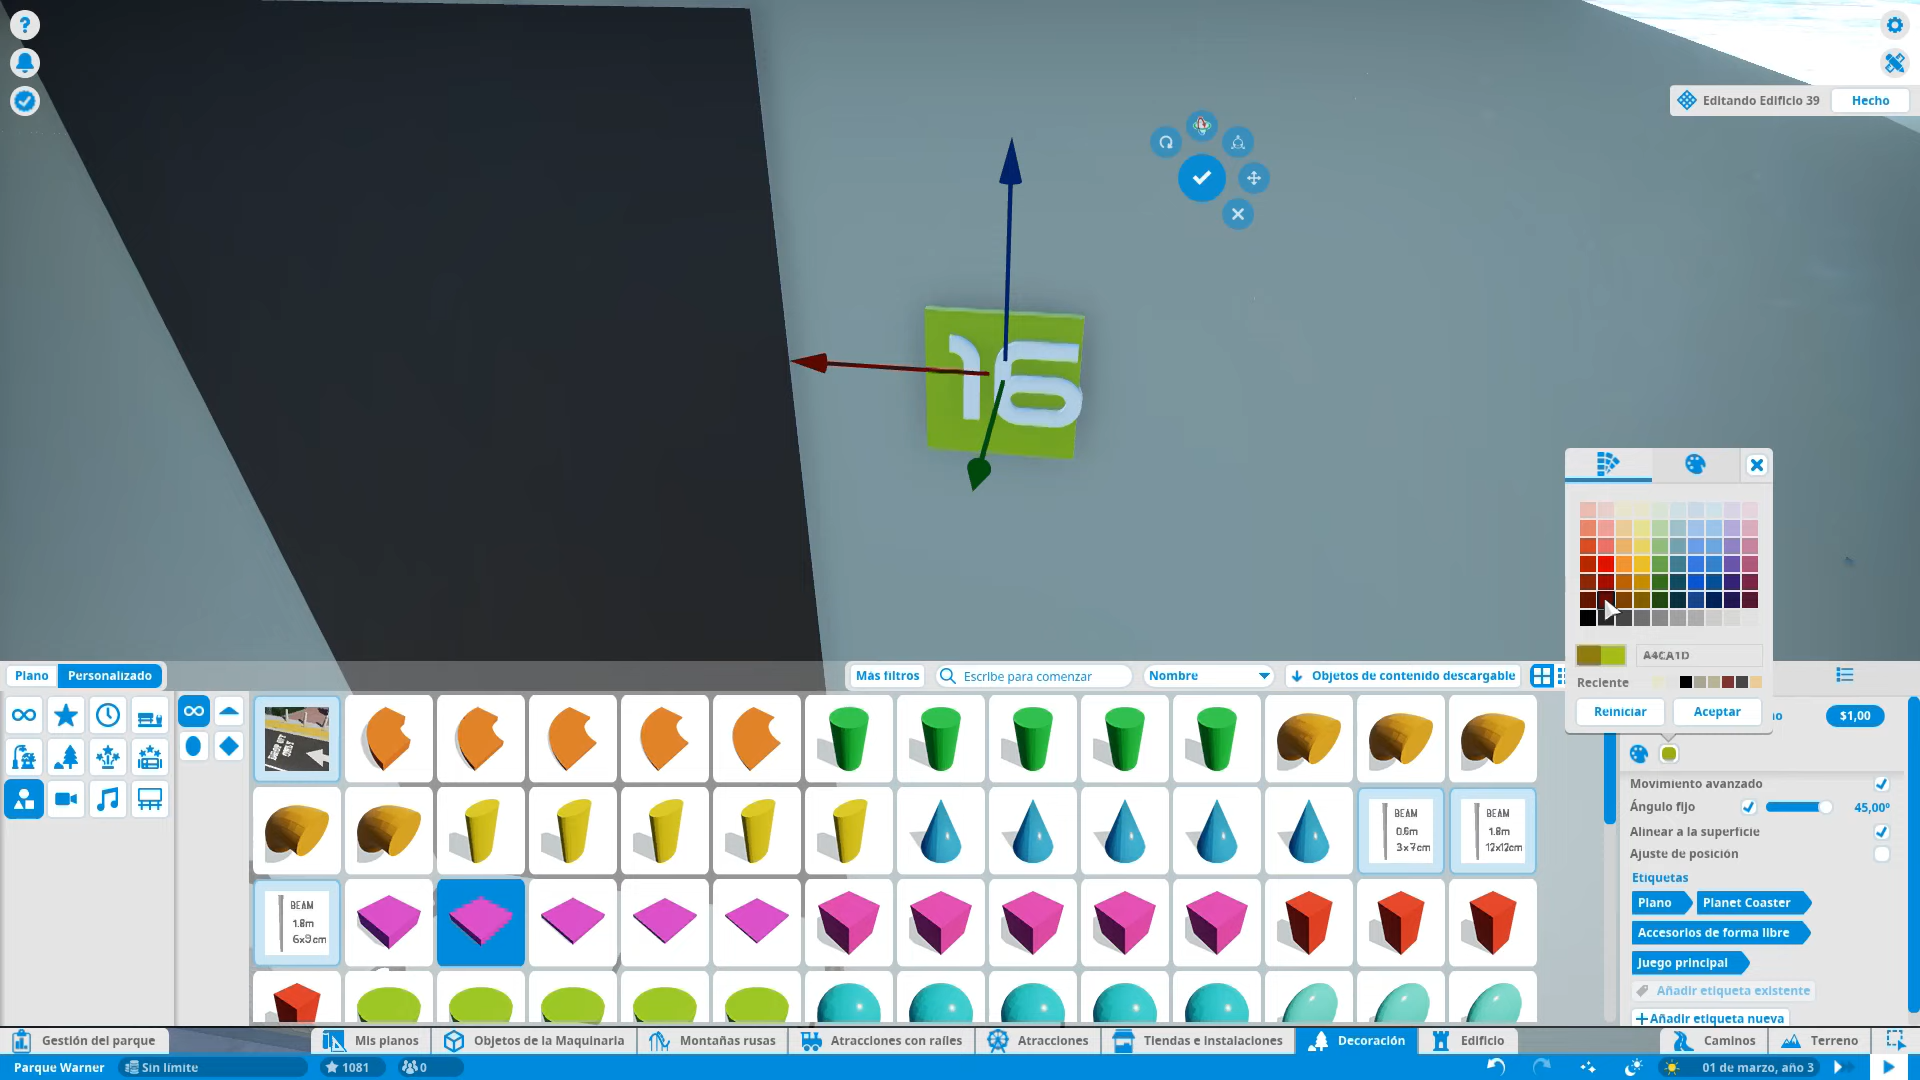 Editando Edificio 39
Hecho
16
A4CA1D
Reciente
Reiniciar
Aceptar
Plano
Personalizado
Más filtros
Escribe para comenzar
Nombre
Objetos de contenido descargable
$1,00
DROP OFF ONLY
Movimiento avanzado
Ángulo fijo
45,00º
Alinear a la superficie
Ajuste de posición
Etiquetas
Plano
Planet Coaster
Accesorios de forma libre
Juego principal
Añadir etiqueta existente
+Añadir etiqueta nueva
BEAM
0.6m
3x7cm
BEAM
1.8m
12x12cm
BEAM
1.8m
6x9cm
Gestión del parque
Mis planos
Objetos de la Maquinaria
Montañas rusas
Atracciones con raíles
Atracciones
Tiendas e Instalaciones
Decoración
Edificio
Caminos
Terreno
Parque Warner
Sin límite
1081
0
01 de marzo, año 3